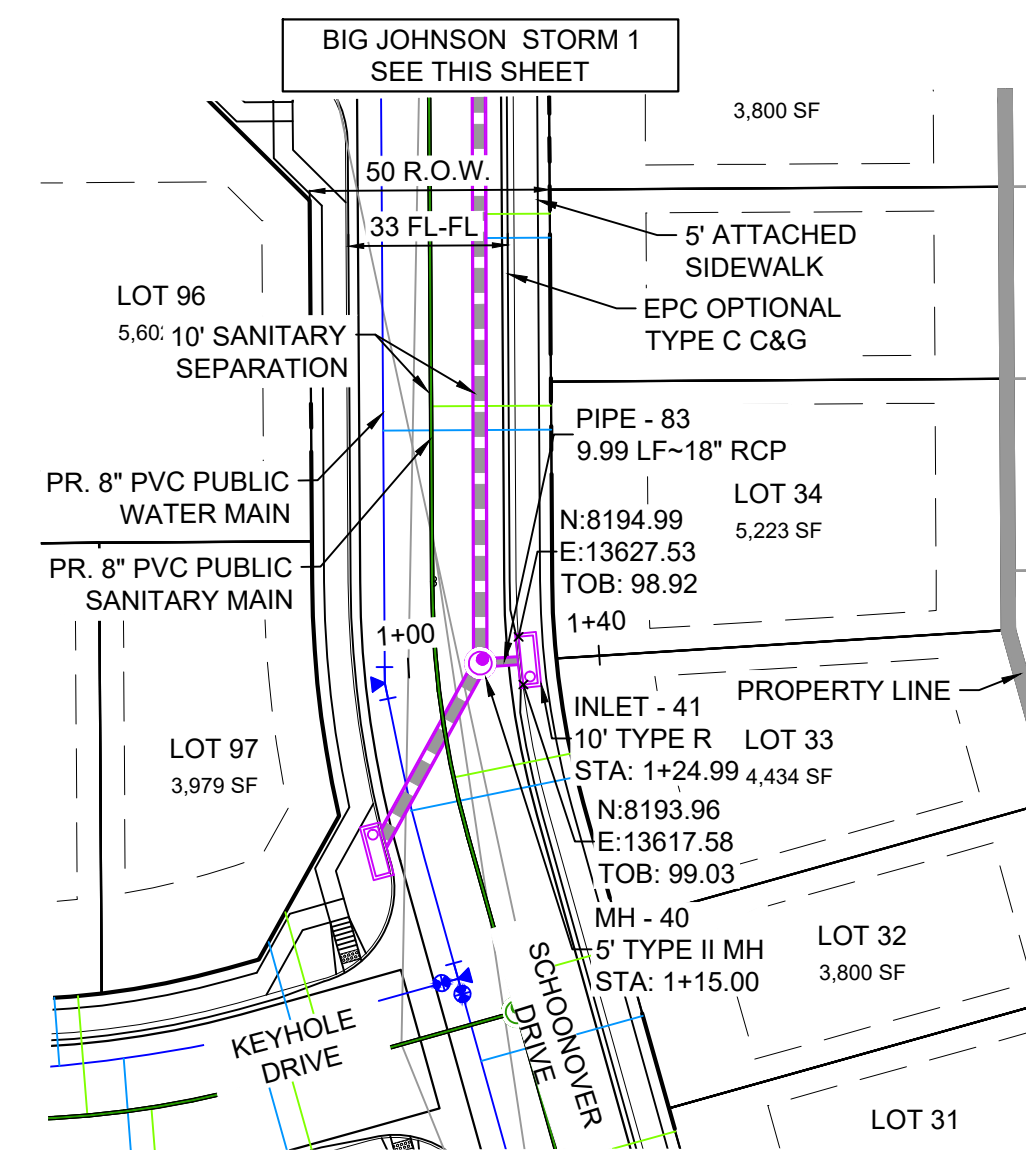 BIG JOHNSON STORM 1
SEE THIS SHEET
3,800 SF
50 R.O.W.
33 FL-FL
5' ATTACHED
SIDEWALK
LOT 96
5,602
10' SANITARY
SEPARATION
EPC OPTIONAL
TYPE C C&G
PIPE - 83
9.99 LF~18" RCP
PR. 8" PVC PUBLIC
WATER MAIN
LOT 34
5,223 SF
N:8194.99
E:13627.53
TOB: 98.92
PR. 8" PVC PUBLIC
SANITARY MAIN
1+00
1+40
PROPERTY LINE
INLET - 41
10' TYPE R
STA: 1+24.99
LOT 33
4,434 SF
LOT 97
3,979 SF
N:8193.96
E:13617.58
TOB: 99.03
MH - 40
5' TYPE II MH
STA: 1+15.00
LOT 32
3,800 SF
SCHOONOVER
DRIVE
KEYHOLE
DRIVE
LOT 31